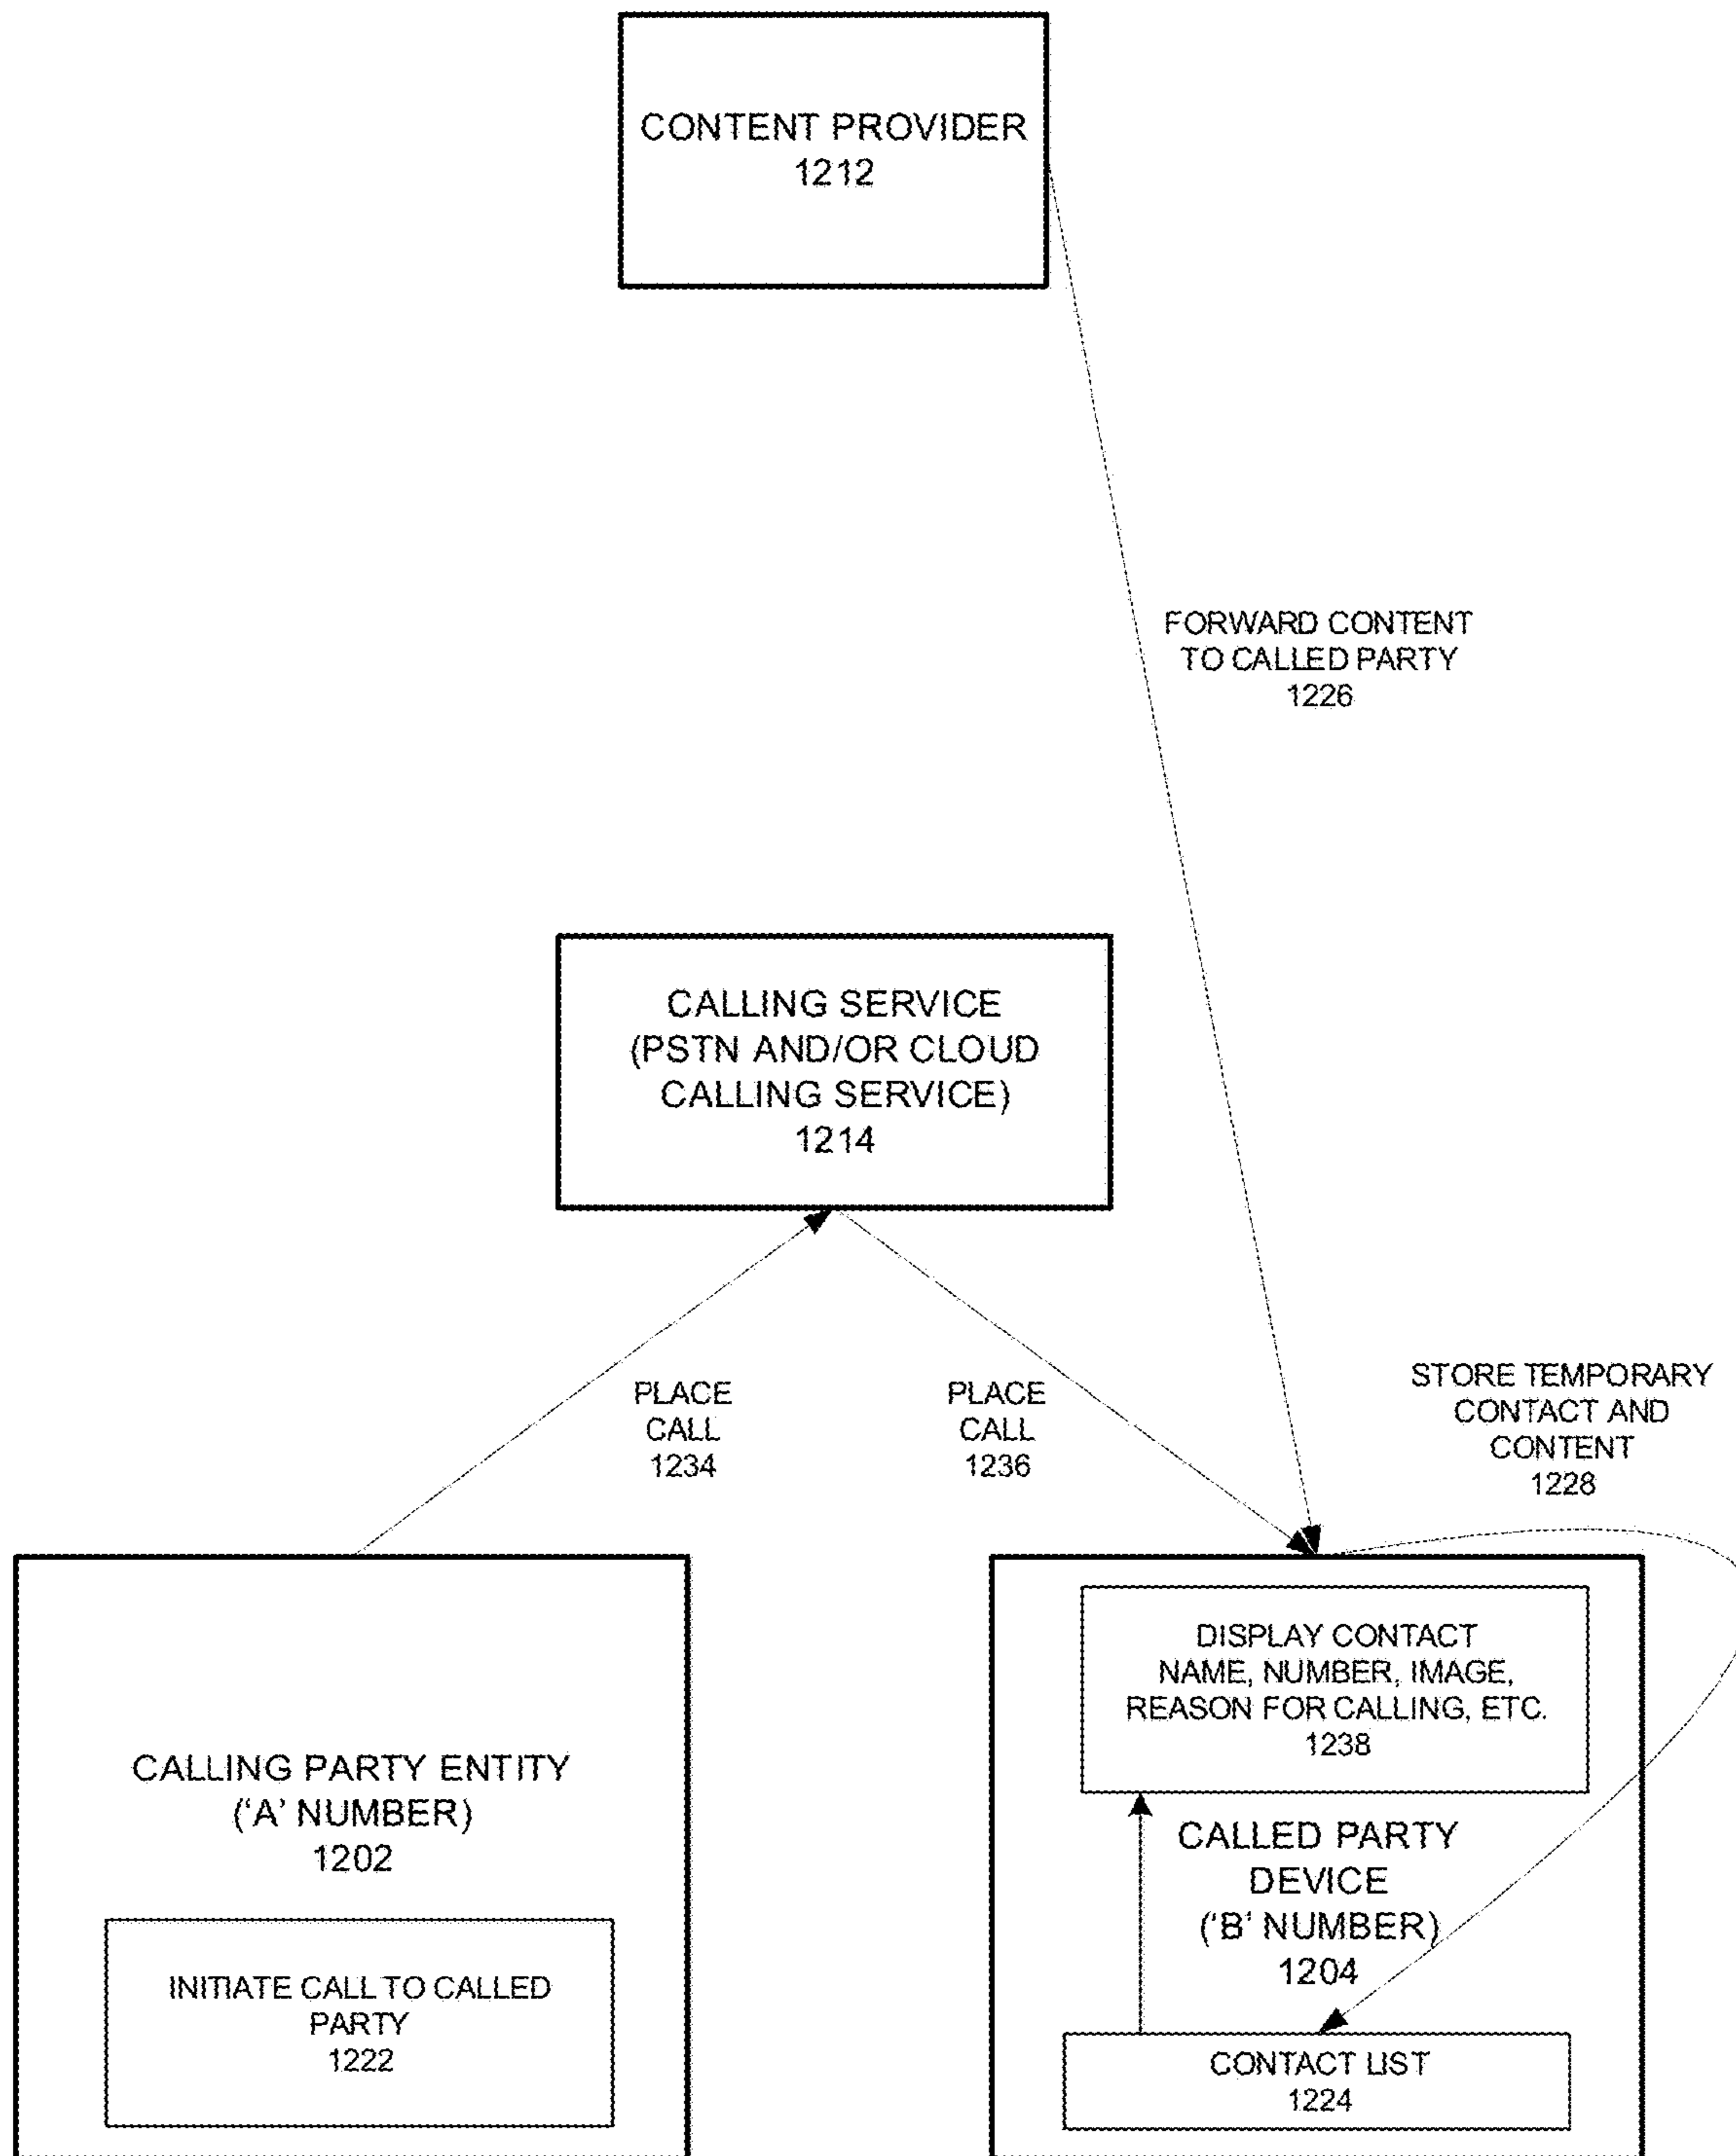 CONTENT PROVIDER
1212
FORWARD CONTENT
TO CALLED PARTY
1226
CALLING SERVICE
(PSTN AND/OR CLOUD
CALLING SERVICE)
1214
PLACE
CALL
1234
PLACE
CALL
1236
STORE TEMPORARY
CONTACT AND
CONTENT
1228
CALLING PARTY ENTITY
('A' NUMBER)
1202
INITIATE CALL TO CALLED
PARTY
1222
DISPLAY CONTACT
NAME, NUMBER, IMAGE,
REASON FOR CALLING, ETC.
1238
CALLED PARTY
DEVICE
('B' NUMBER)
1204
CONTACT LIST
1224